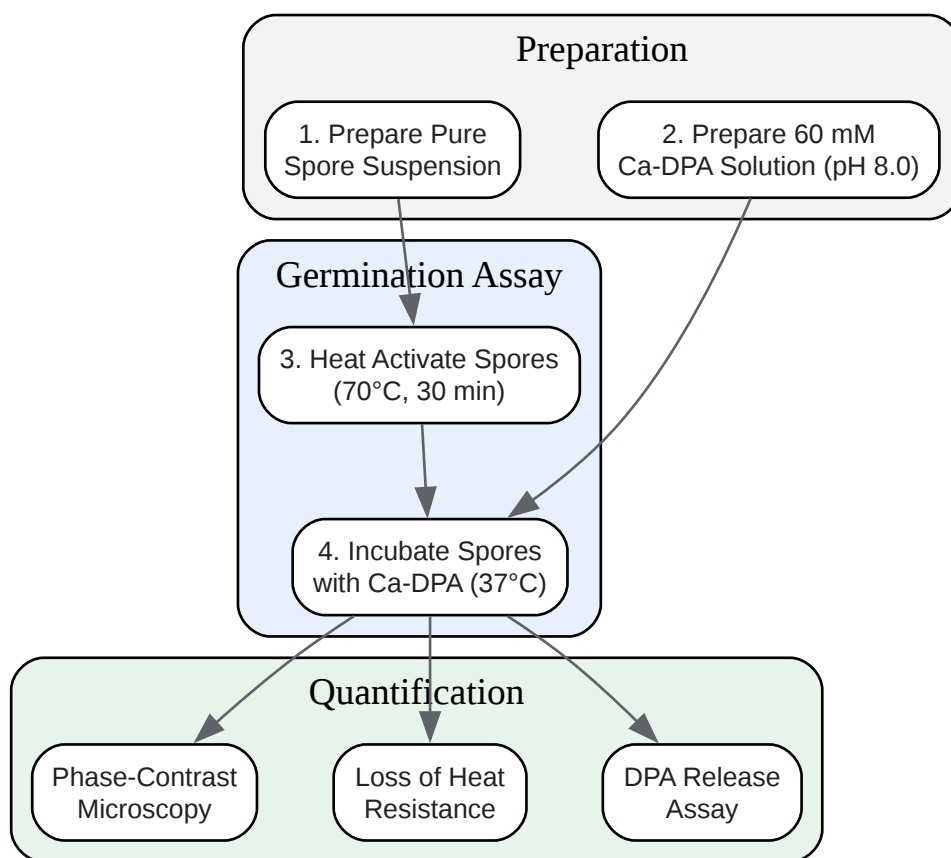 Preparation
1. Prepare Pure
Spore Suspension
2. Prepare 60 mM
Ca-DPA Solution (pH 8.0)
Germination Assay
3. Heat Activate Spores
(70°C, 30 min)
4. Incubate Spores
with Ca-DPA (37°C)
Quantification
Phase-Contrast
Microscopy
Loss of Heat
Resistance
DPA Release
Assay